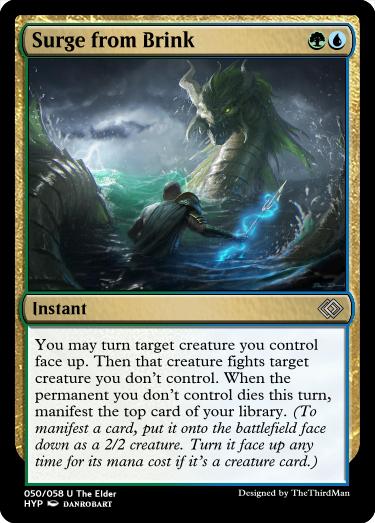 Surge from Brink
Instant
You may turn target creature you control
face up. Then that creature fights target
creature you don't control. When the
permanent you don't control dies this turn,
manifest the top card of your library. (To
manifest a card, put it onto the battlefield face
down as a 2/2 creature. Turn it face up any
time for its mana cost if it's a creature card.)
050/058 U The Elder
HYP DANROBART
Designed by TheThirdMan